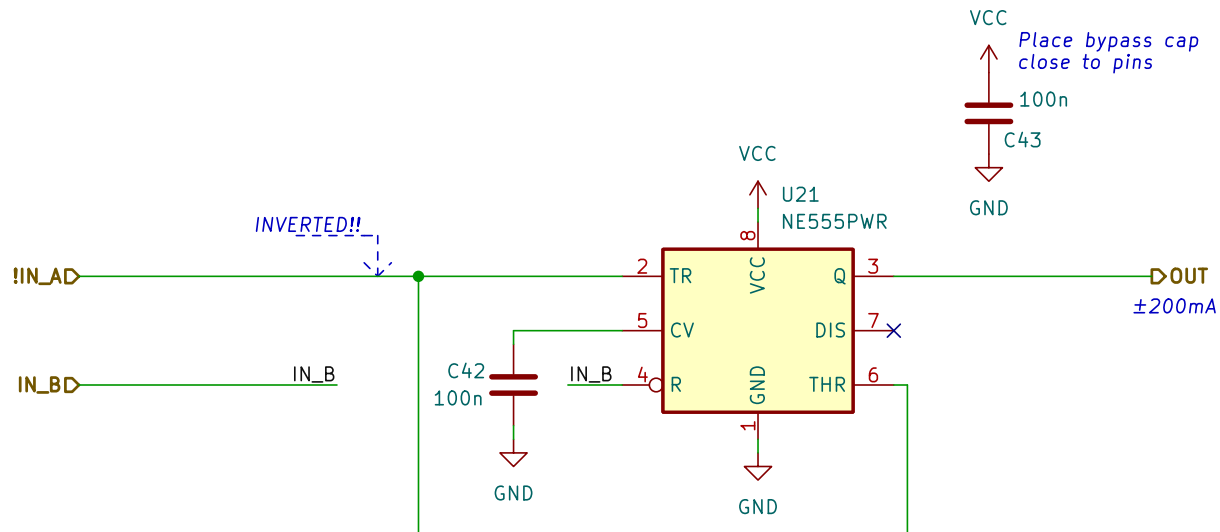 VCC
Place bypass cap
close to pins
100n
C43
GND
VCC
U21
NE555PWR
INVERTED!!
8
!IN_A
2
TR
VCC
Q
3
OUT
±200mA
5
CV
DIS
7
IN_B
IN_B
C42
100n
IN_B
4
R
GND
THR
6
1
GND
GND